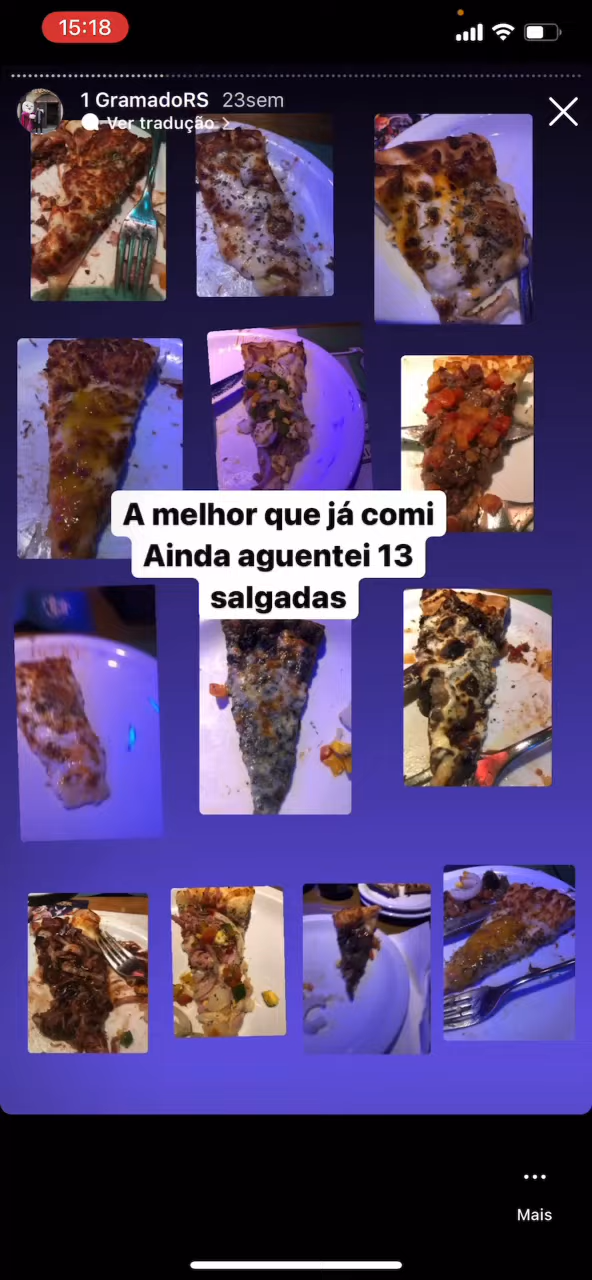 15:18
1 GramadoRS 23sem
Ver tradução >
A melhor que já comi
Ainda aguentei 13
salgadas
Mais